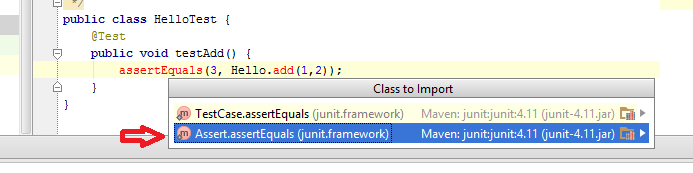 */
public class HelloTest {
@Test
public void testAdd() {
assertEquals(3, Hello.add(1,2));
}
}
Class to Import
m TestCase.assertEquals (junit.framework) Maven: junit:junit:4.11 (junit-4.11.jar)
m Assert.assertEquals (junit.framework) Maven: junit:junit:4.11 (junit-4.11.jar)